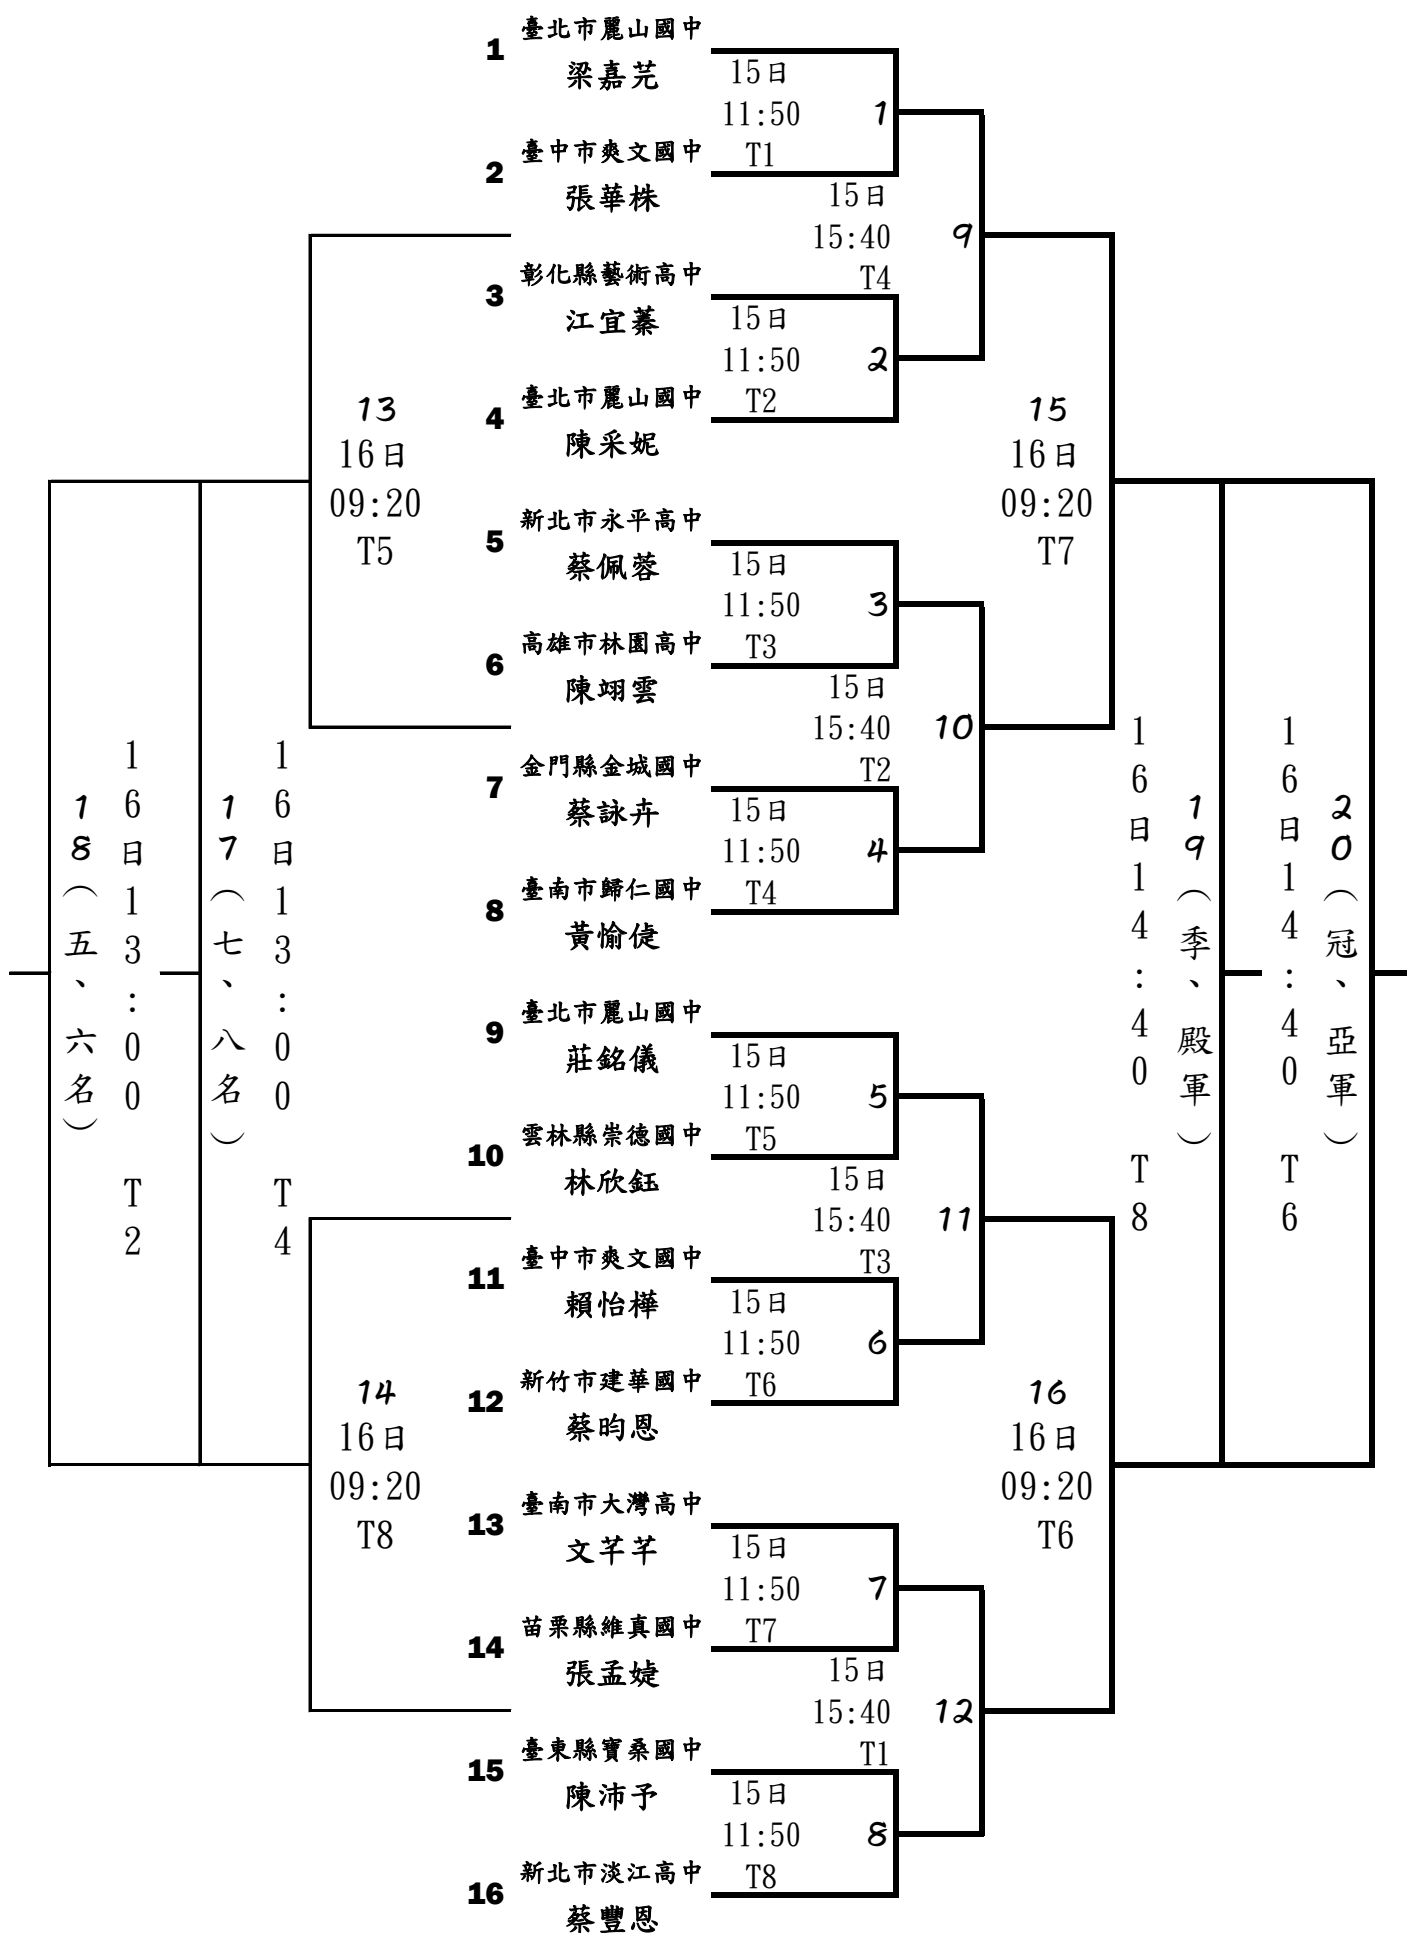 1
臺北市麗山國中
梁嘉芫
15日
11:50
T1
1
2
臺中市爽文國中
張華株
15日
15:40
T4
9
3
彰化縣藝術高中
江宜蓁
15日
11:50
T2
2
4
臺北市麗山國中
陳采妮
13
16日
09:20
T5
15
16日
09:20
T7
5
新北市永平高中
蔡佩蓉
15日
11:50
T3
3
6
高雄市林園高中
陳翊雲
15日
15:40
T2
10
7
金門縣金城國中
蔡詠卉
15日
11:50
T4
4
8
臺南市歸仁國中
黃愉偼
18（五、六名）
16日13:00 T2
17（七、八名）
16日13:00 T4
16日14:40 T8
19（季、殿軍）
16日14:40 T6
20（冠、亞軍）
9
臺北市麗山國中
莊銘儀
15日
11:50
T5
5
10
雲林縣崇德國中
林欣鈺
15日
15:40
T3
11
11
臺中市爽文國中
賴怡樺
15日
11:50
T6
6
12
新竹市建華國中
蔡昀恩
14
16日
09:20
T8
16
16日
09:20
T6
13
臺南市大灣高中
文芊芊
15日
11:50
T7
7
14
苗栗縣維真國中
張孟婕
15日
15:40
T1
12
15
臺東縣寶桑國中
陳沛予
15日
11:50
T8
8
16
新北市淡江高中
蔡豐恩